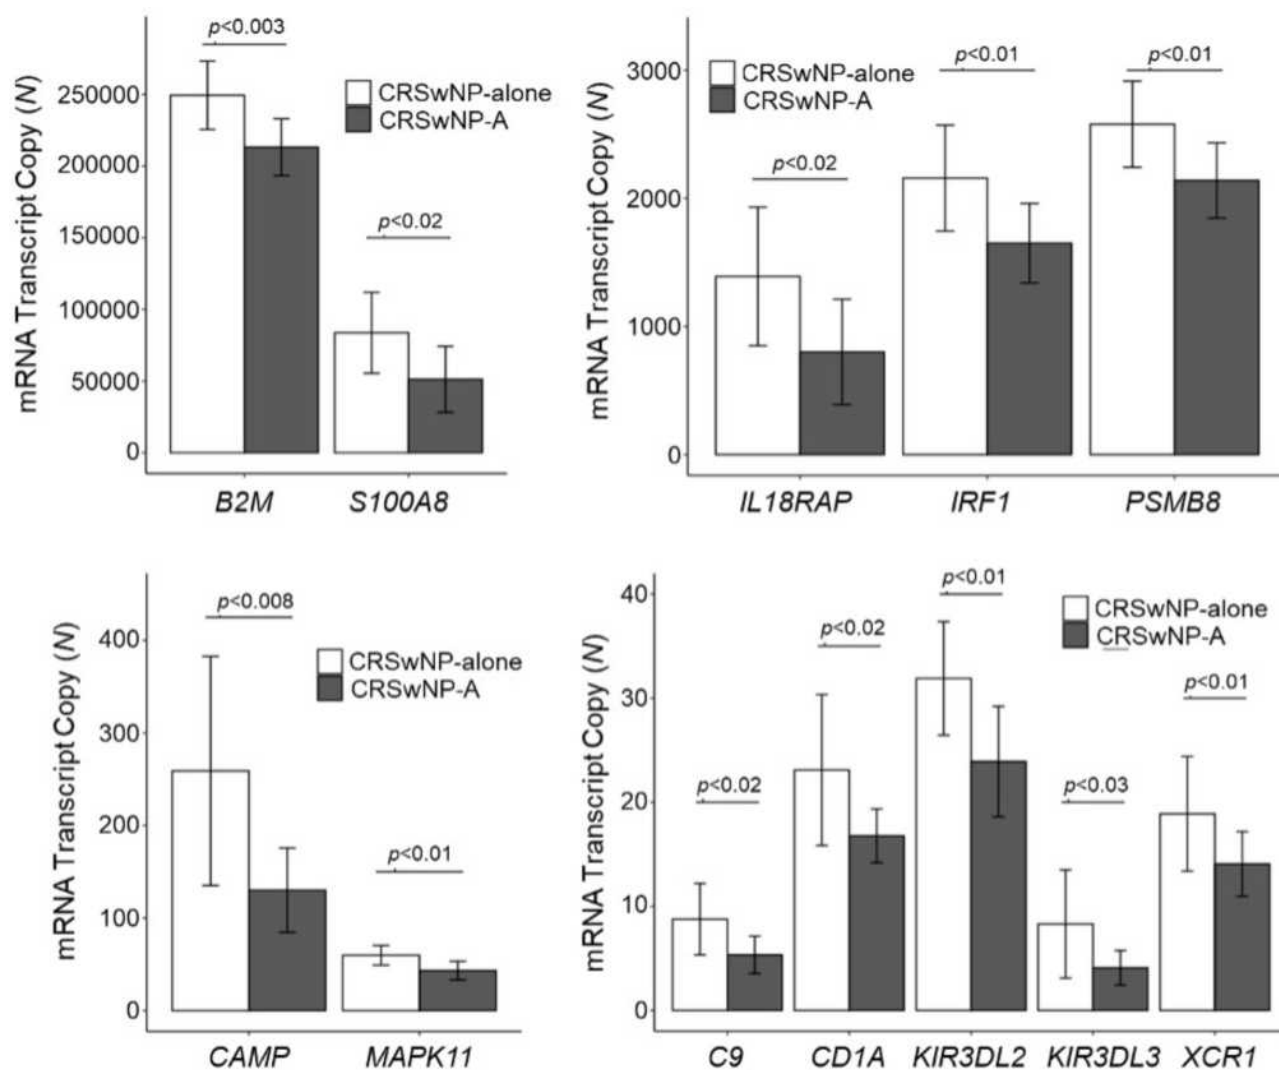 p<0.003
mRNA Transcript Copy (N)
250000
200000
150000
100000
50000
0
CRSwNP-alone
CRSwNP-A
p<0.02
B2M S100A8
mRNA Transcript Copy (N)
3000
2000
1000
0
CRSwNP-alone
CRSwNP-A
p<0.01
p<0.01
p<0.02
IL18RAP IRF1 PSMB8
mRNA Transcript Copy (N)
400
300
200
100
0
p<0.008
CRSwNP-alone
CRSwNP-A
p<0.01
CAMP MAPK11
mRNA Transcript Copy (N)
40
30
20
10
0
p<0.01
CRSwNP-alone
CRSwNP-A
p<0.02
p<0.01
p<0.02
p<0.03
C9 CD1A KIR3DL2 KIR3DL3 XCR1